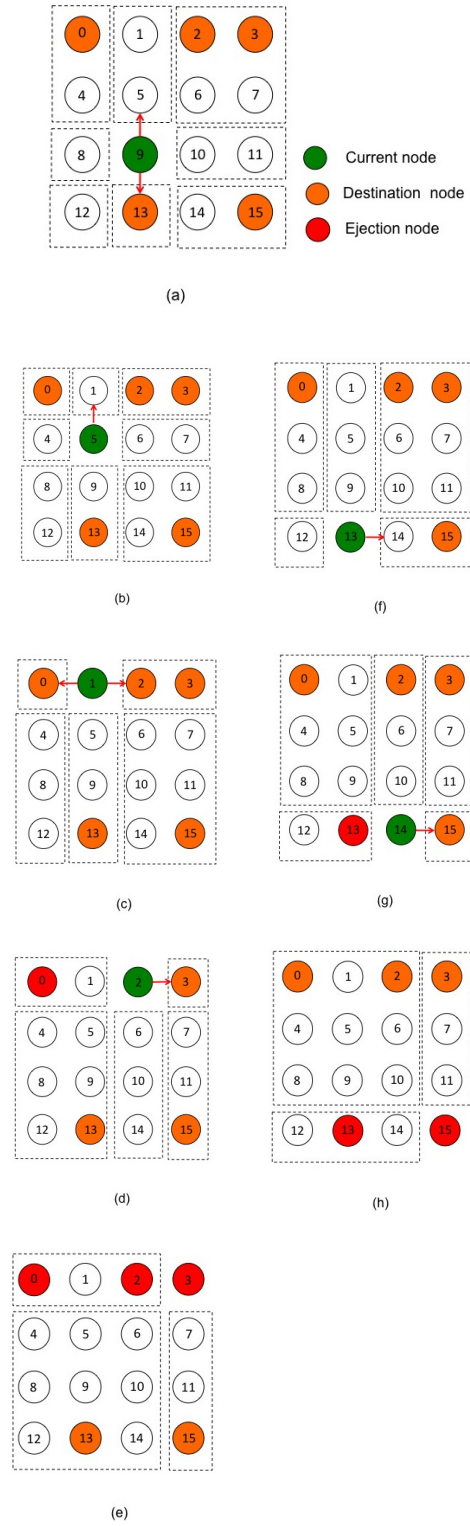 0 1 2 3
4 5 6 7
8 9 10 11
12 13 14 15
Current node
Destination node
Ejection node
(a)
0 1 2 3
4 5 6 7
8 9 10 11
12 13 14 15
(b)
0 1 2 3
4 5 6 7
8 9 10 11
12 13 14 15
(f)
0 1 2 3
4 5 6 7
8 9 10 11
12 13 14 15
(c)
0 1 2 3
4 5 6 7
8 9 10 11
12 13 14 15
(g)
0 1 2 3
4 5 6 7
8 9 10 11
12 13 14 15
(d)
0 1 2 3
4 5 6 7
8 9 10 11
12 13 14 15
(h)
0 1 2 3
4 5 6 7
8 9 10 11
12 13 14 15
(e)